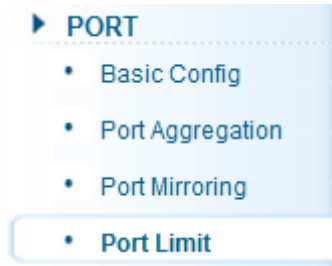 PORT
Basic Config
Port Aggregation
Port Mirroring
Port Limit